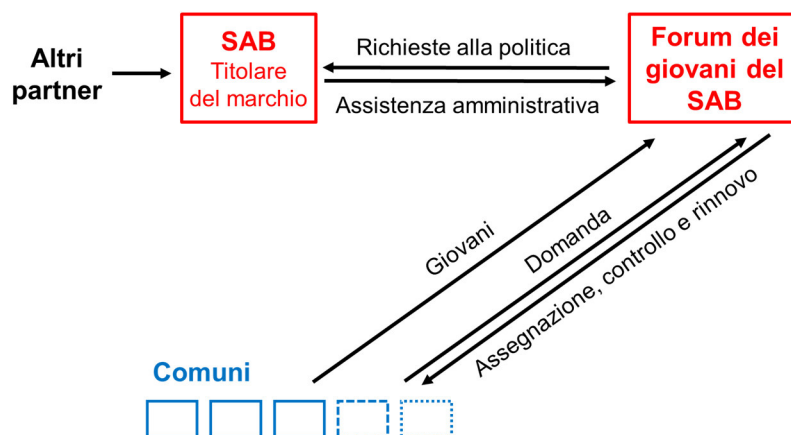 Altri
partner
SAB
Titolare
del marchio
Richieste alla politica
Assistenza amministrativa
Forum dei
giovani del
SAB
Giovani
Domanda
Assegnazione, controllo e rinnovo
Comuni